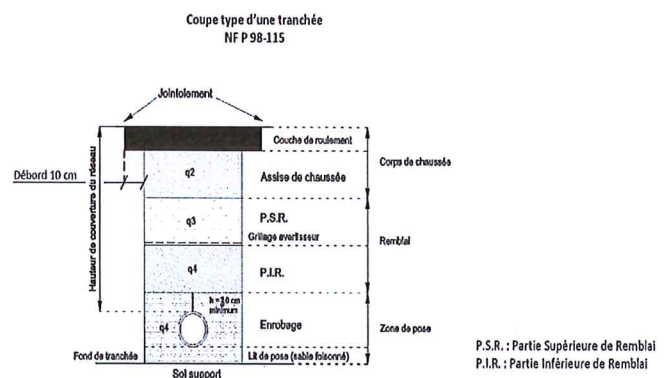 Coupe type d'une tranchée
NF P 98-115
Jointoiement
Couche de roulement
Corps de chaussée
Débord 10 cm
Hauteur de couverture du réseau
q2
Assise de chaussée
q3
P.S.R.
Grillage avertisseur
Remblai
q4
P.I.R.
h = 10 cm
minimum
q4
Enrobage
Zone de pose
P.S.R. : Partie Supérieure de Remblai
Fond de tranchée
Lit de pose (sable foisonné)
P.I.R. : Partie Inférieure de Remblai
Sol support